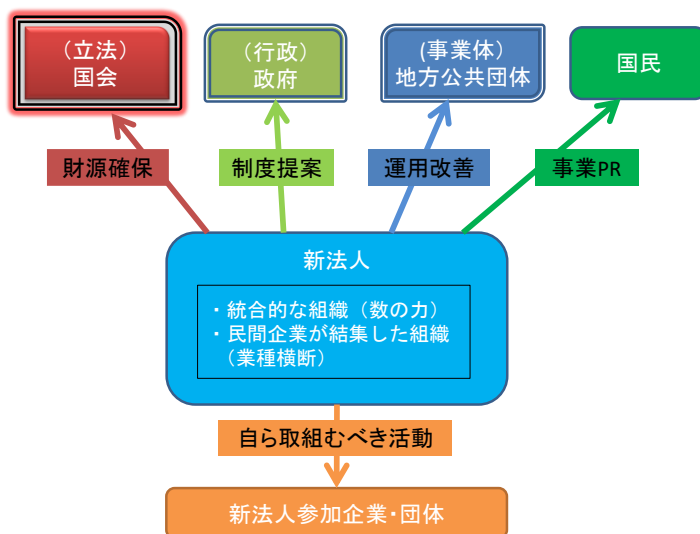 （立法）
国会
（行政）
政府
(事業体）
地方公共団体
国民
財源確保
制度提案
運用改善
事業PR
新法人
・統合的な組織（数の力）
・民間企業が結集した組織
（業種横断）
自ら取組むべき活動
新法人参加企業・団体